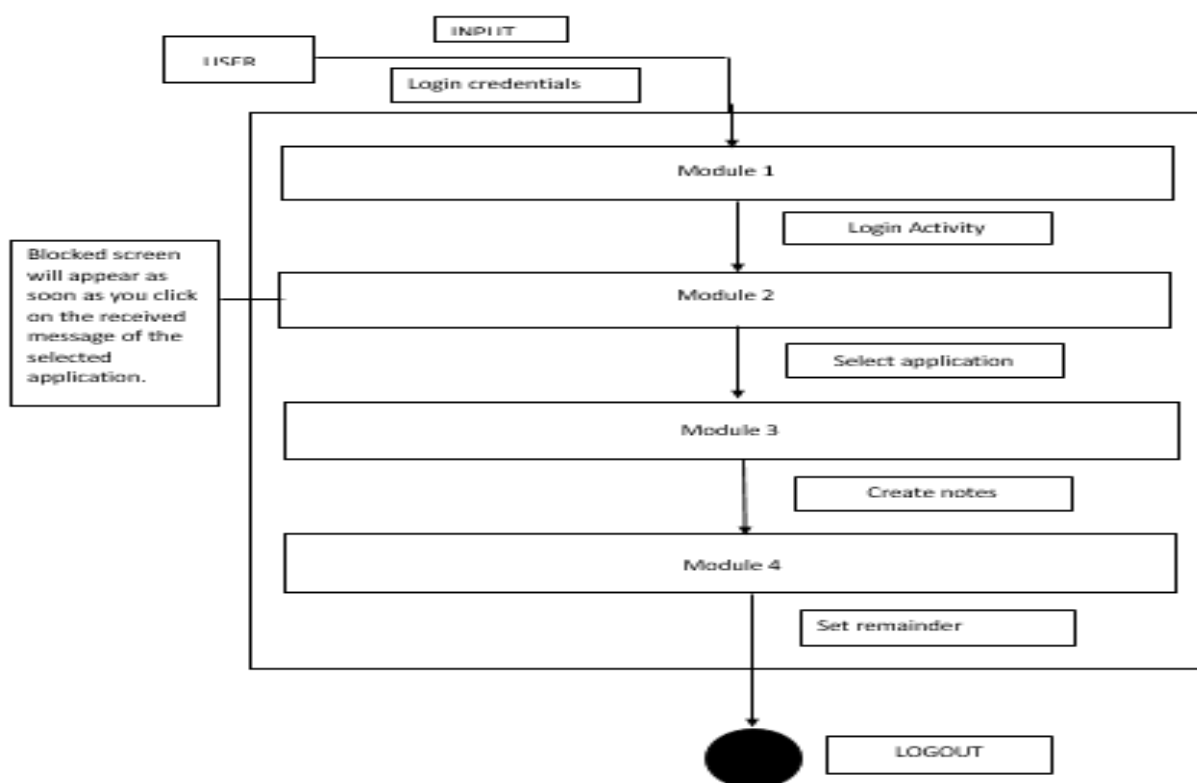 INPUT
USER
Login credentials
Module 1
Login Activity
Blocked screen
will appear as
soon as you click
on the received
message of the
selected
application.
Module 2
Select application
Module 3
Create notes
Module 4
Set remainder
LOGOUT